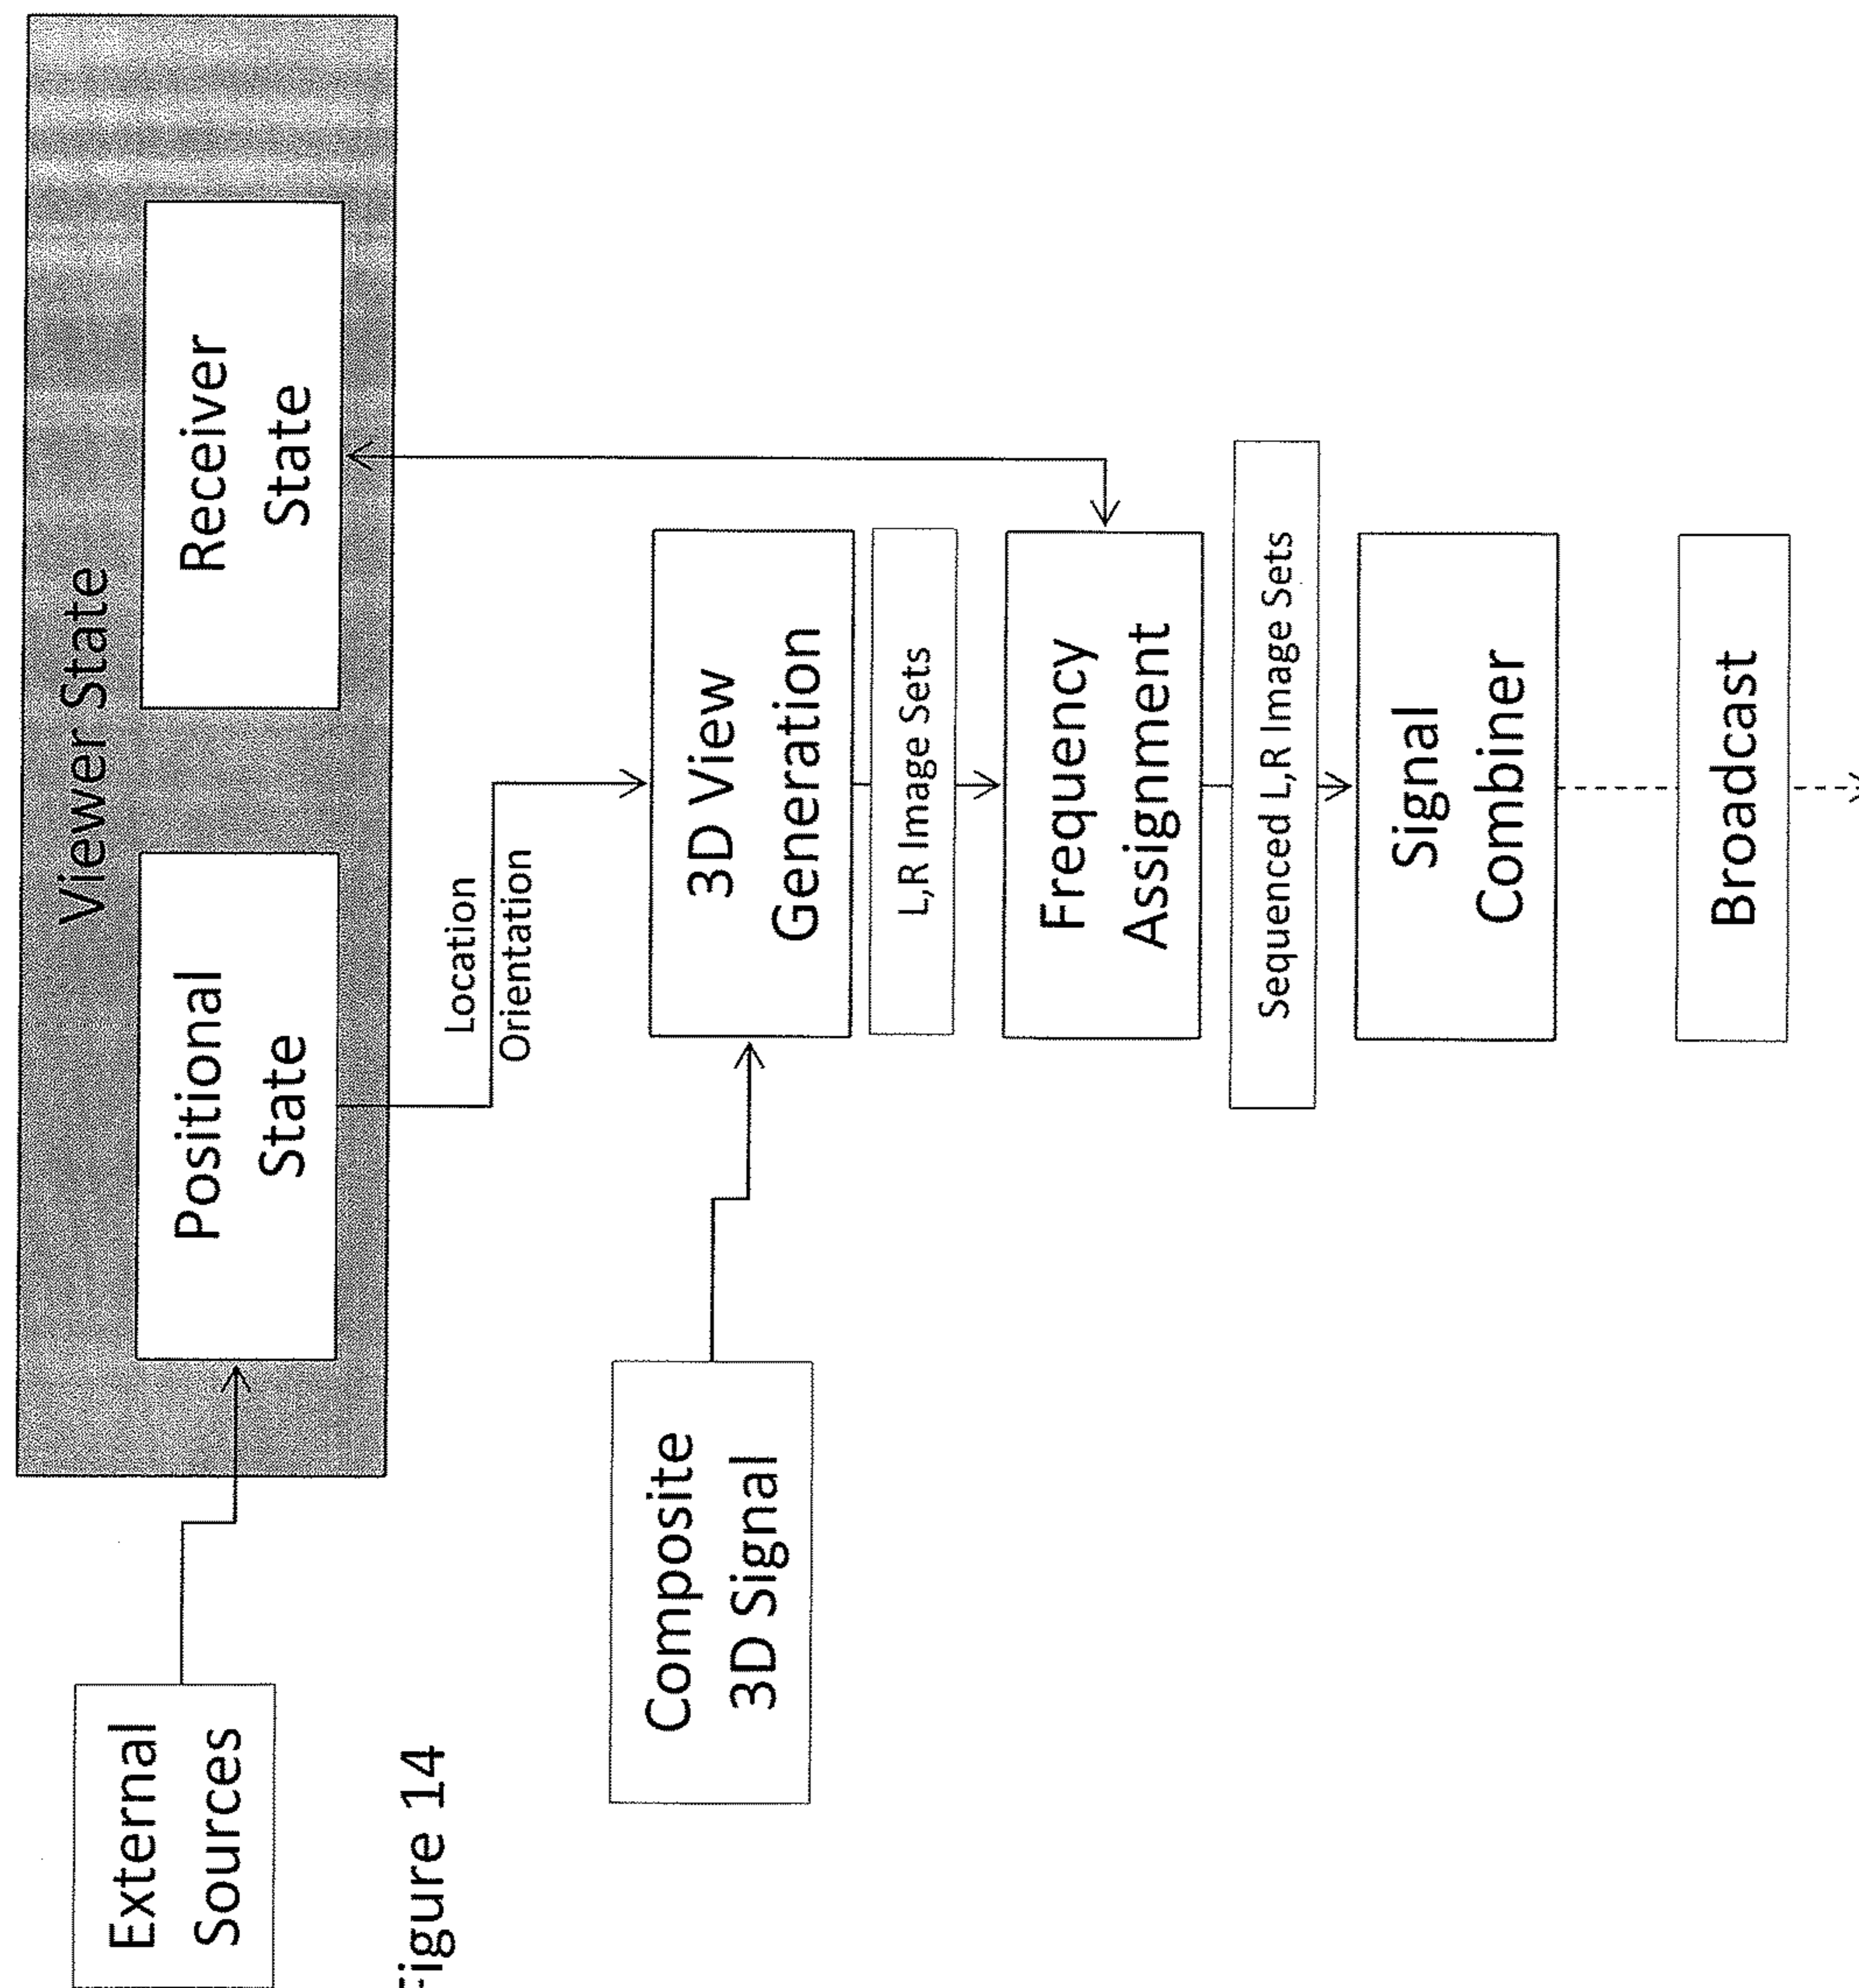 Viewer State
External
Sources
Positional
State
Receiver
State
Figure 14
Location
Orientation
Composite
3D Signal
3D View
Generation
L,R Image Sets
Frequency
Assignment
Sequenced L,R Image Sets
Signal
Combiner
Broadcast